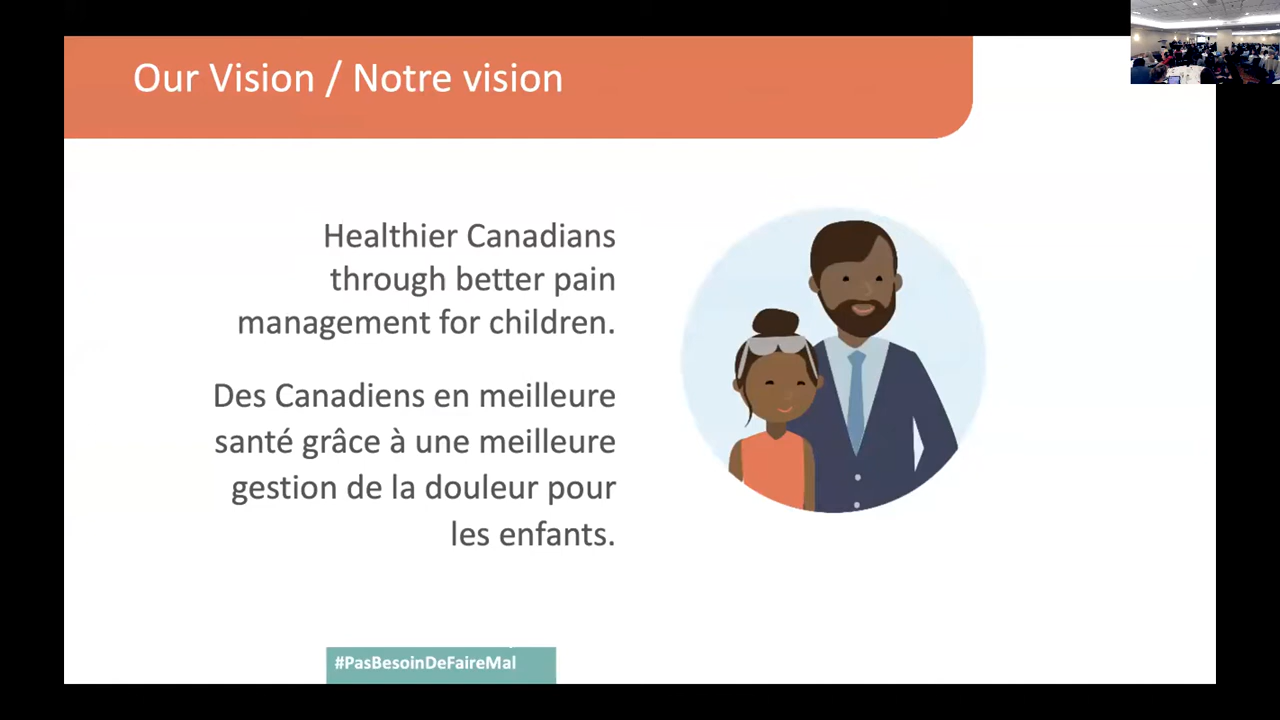 Our Vision / Notre vision
Healthier Canadians
through better pain
management for children.
Des Canadiens en meilleure
santé grâce à une meilleure
gestion de la douleur pour
les enfants.
#PasBesoinDeFaireMal